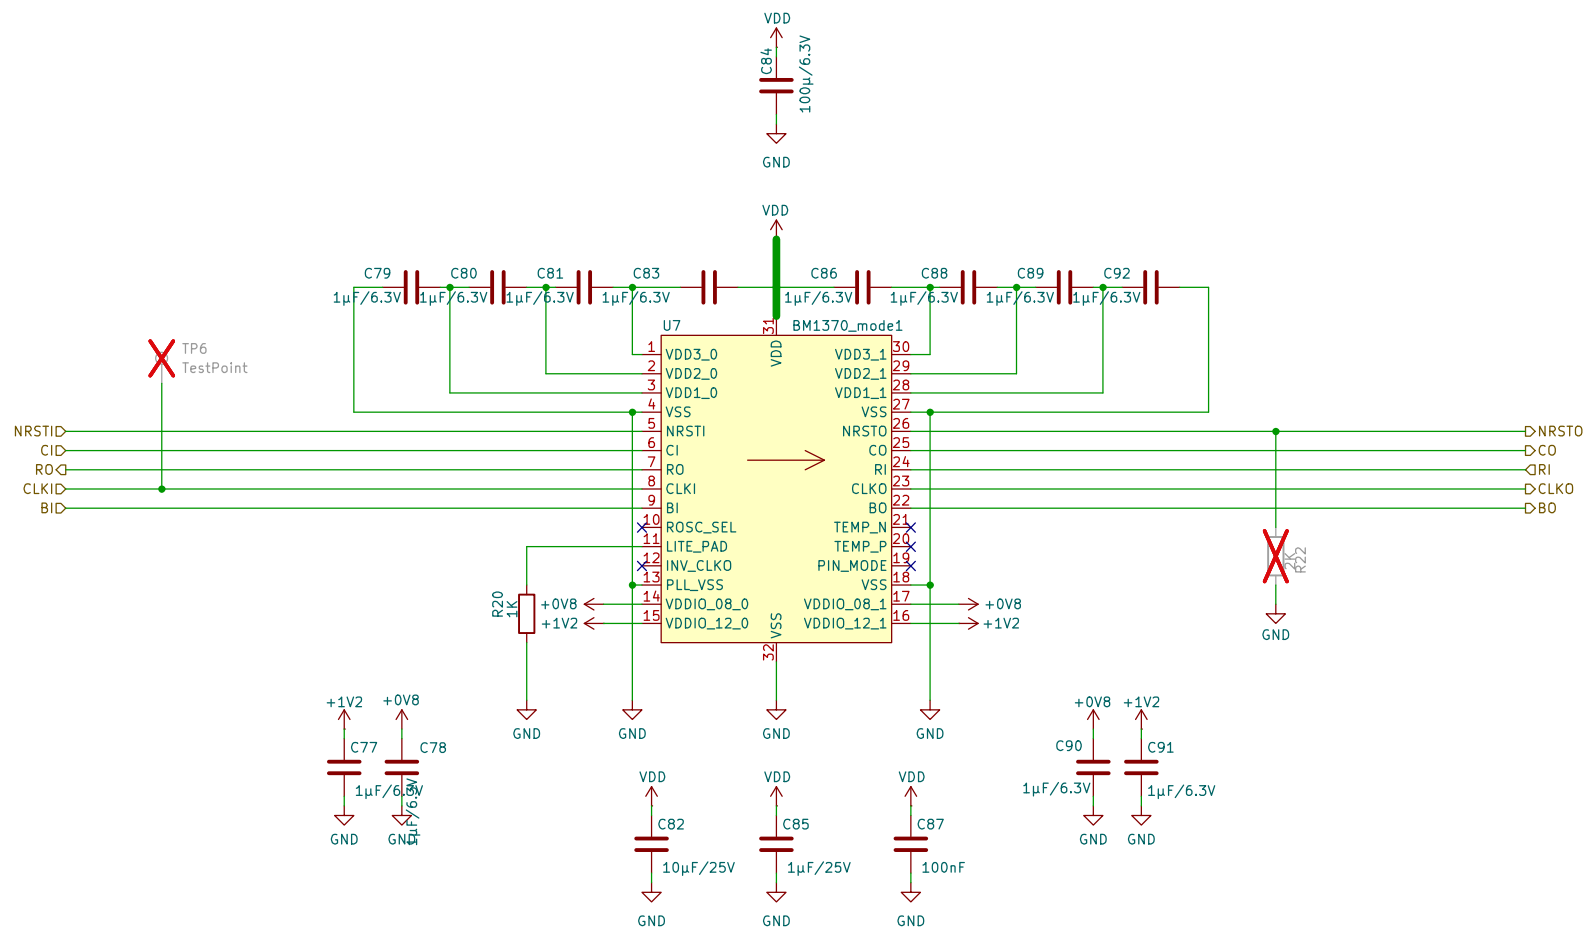 VDD
C84
100µ/6.3V
GND
VDD
C79
C80
C81
C83
C86
C88
C89
C92
1µF/6.3V
1µF/6.3V
1µF/6.3V
1µF/6.3V
1µF/6.3V
1µF/6.3V
1µF/6.3V
1µF/6.3V
U7
31
BM1370_mode1
VDD
TP6
TestPoint
1
VDD3_0
VDD3_1
30
2
VDD2_0
VDD2_1
29
3
VDD1_0
VDD1_1
28
4
VSS
VSS
27
NRSTI
5
NRSTI
NRSTO
26
NRSTO
CI
6
CI
CO
25
CO
RO
7
RO
RI
24
RI
CLKI
8
CLKI
CLKO
23
CLKO
BI
9
BI
BO
22
BO
10
ROSC_SEL
TEMP_N
21
11
LITE_PAD
TEMP_P
20
12
INV_CLKO
PIN_MODE
19
13
PLL_VSS
VSS
18
+0V8
14
VDDIO_08_0
VDDIO_08_1
17
+0V8
+1V2
15
VDDIO_12_0
VDDIO_12_1
16
+1V2
VSS
32
R20
1K
2K
R22
GND
GND
GND
GND
GND
+1V2
+0V8
C77
C78
1µF/6.3V
1µF/6.3V
GND
GND
+0V8
+1V2
C90
C91
1µF/6.3V
1µF/6.3V
GND
GND
VDD
VDD
VDD
C82
C85
C87
10µF/25V
1µF/25V
100nF
GND
GND
GND